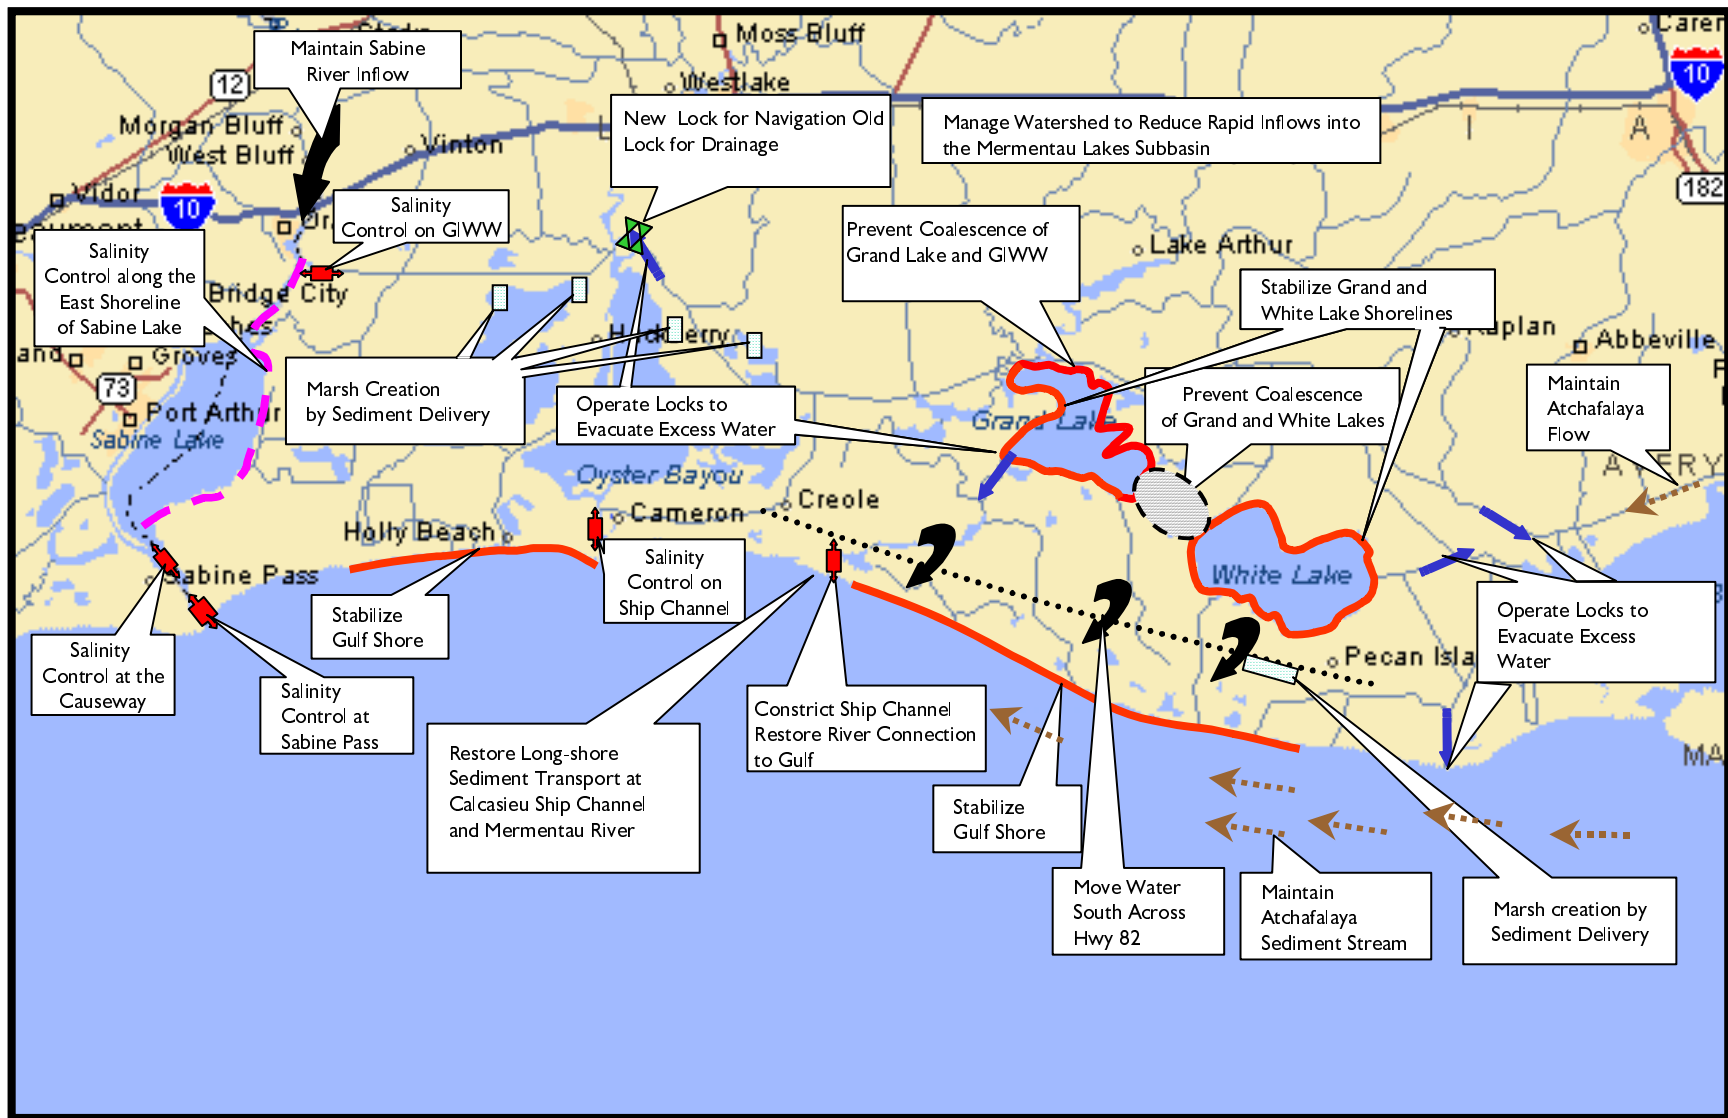 Moss Bluff
Caren
Maintain Sabine
River Inflow
12
Westlake
10
New Lock for Navigation Old
Lock for Drainage
Manage Watershed to Reduce Rapid Inflows into
the Mermentau Lakes Subbasin
L
I
A
Morgan Bluff
West Bluff
Vinton
Vidor
10
182
Salinity
Control on GIWW
Prevent Coalescence of
Grand Lake and GIWW
Lake Arthur
Salinity
Control along the
East Shoreline
of Sabine Lake
Bridge City
Stabilize Grand and
White Lake Shorelines
Kaplan
Abbeville
Groves
73
Port Arthur
Sabine Lake
Marsh Creation
by Sediment Delivery
Operate Locks to
Evacuate Excess Water
Grand Lake
Prevent Coalescence
of Grand and White Lakes
Maintain
Atchafalaya
Flow
AVERY
Oyster Bayou
Creole
Cameron
Holly Beach
Sabine Pass
Salinity
Control on
Ship Channel
White Lake
Stabilize
Gulf Shore
Operate Locks to
Evacuate Excess
Water
Salinity
Control at the
Causeway
Pecan Isla
Salinity
Control at
Sabine Pass
Constrict Ship Channel
Restore River Connection
to Gulf
Restore Long-shore
Sediment Transport at
Calcasieu Ship Channel
and Mermentau River
MA
Stabilize
Gulf Shore
Move Water
South Across
Hwy 82
Maintain
Atchafalaya
Sediment Stream
Marsh creation by
Sediment Delivery